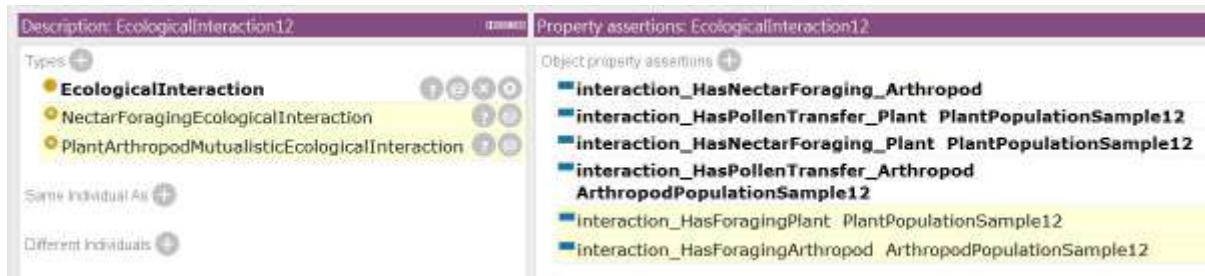 Description: EcologicalInteraction12
Property assertions: EcologicalInteraction12
Types
EcologicalInteraction
NectarForagingEcologicalInteraction
PlantArthropodMutualisticEcologicalInteraction
Same Individual As
Different Individuals
Object property assertions
interaction_HasNectarForaging_Arthropod
interaction_HasPollenTransfer_Plant PlantPopulationSample12
interaction_HasNectarForaging_Plant PlantPopulationSample12
interaction_HasPollenTransfer_Arthropod
ArthropodPopulationSample12
interaction_HasForagingPlant PlantPopulationSample12
interaction_HasForagingArthropod ArthropodPopulationSample12